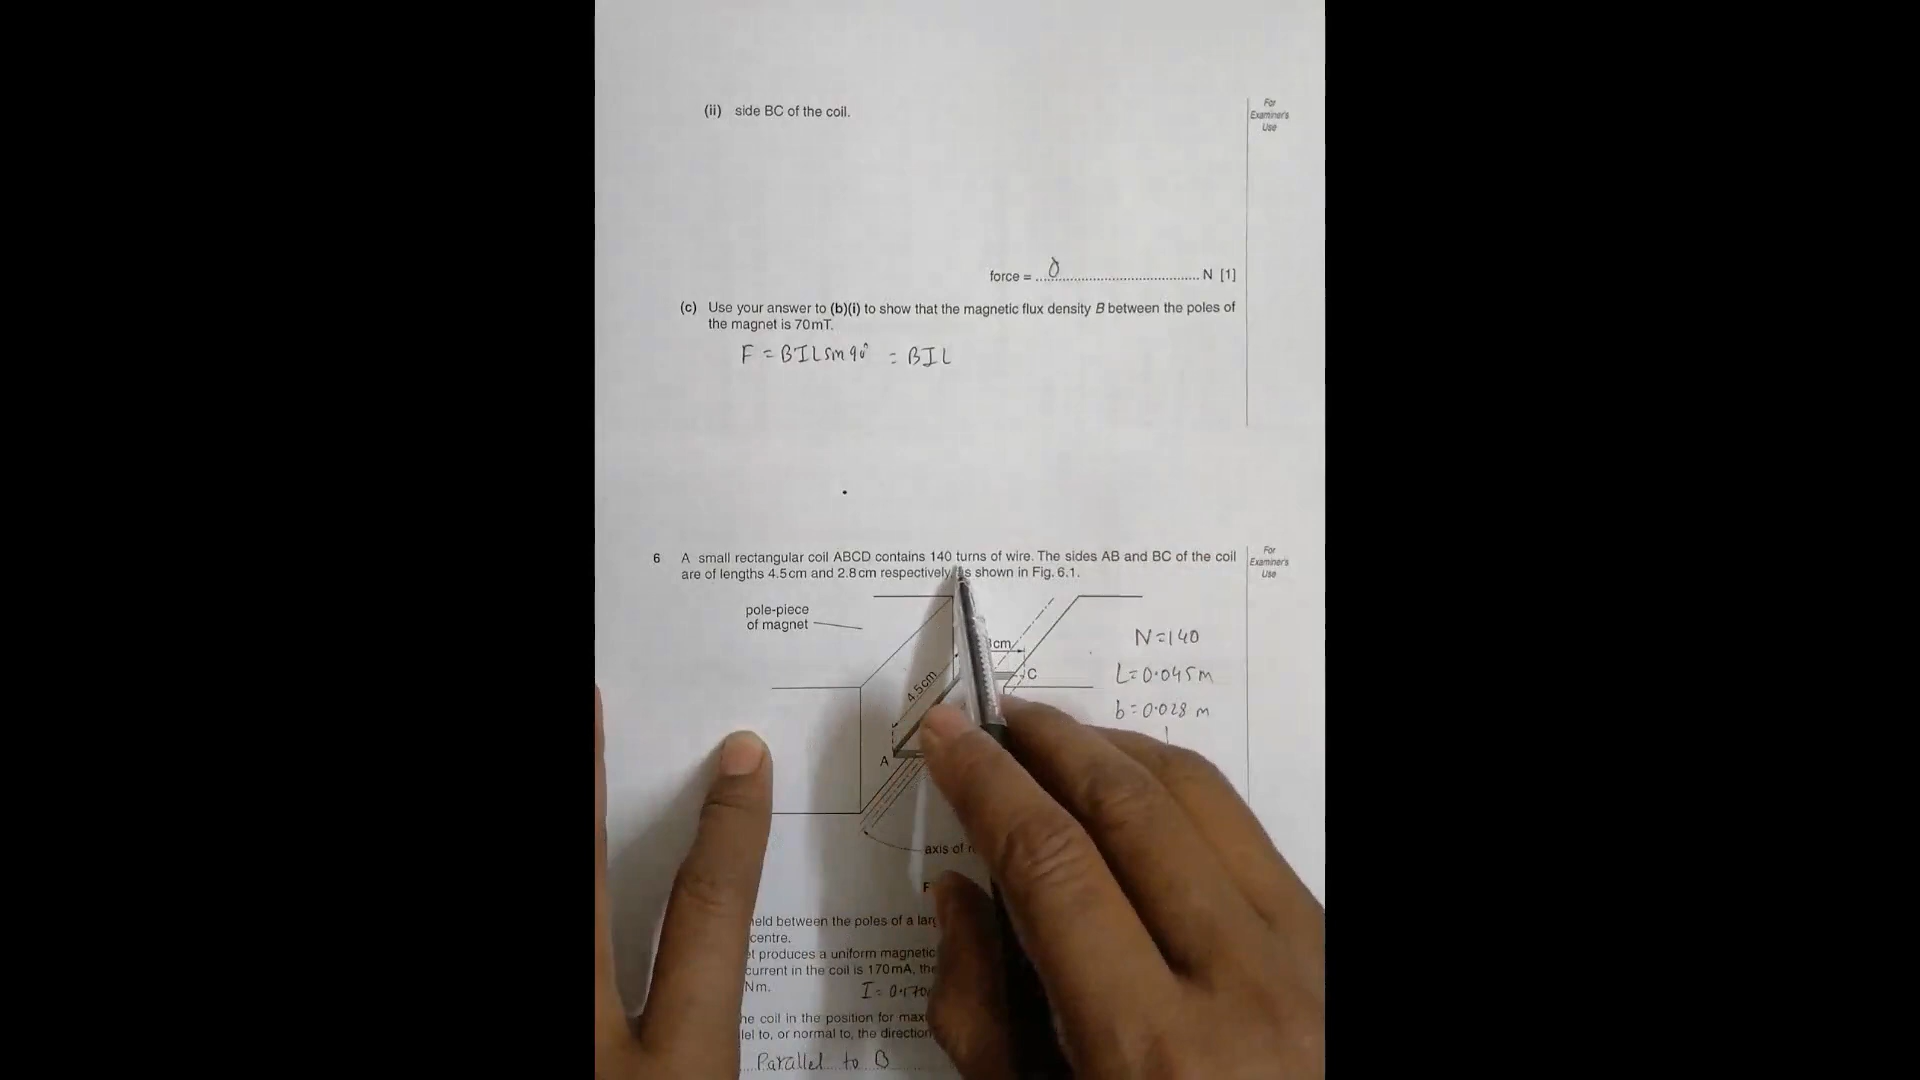 (ii) side BC of the coil.
For
Examiner's
Use
force = 0 N [1]
(c) Use your answer to (b)(i) to show that the magnetic flux density B between the poles of
the magnet is 70mT.
F = BIL sin 90° = BIL
6 A small rectangular coil ABCD contains 140 turns of wire. The sides AB and BC of the coil
are of lengths 4.5cm and 2.8cm respectively, as shown in Fig. 6.1.
For
Examiner's
Use
pole-piece
of magnet
cm
4.5cm
C
A
N=140
L=0.045m
b=0.028 m
axis of
F
held between the poles of a
centre.
produces a uniform magnetic
current in the coil is 170mA, the
Nm.
I = 0.170
the coil in the position for
to, or normal to, the direction
Parallel to B